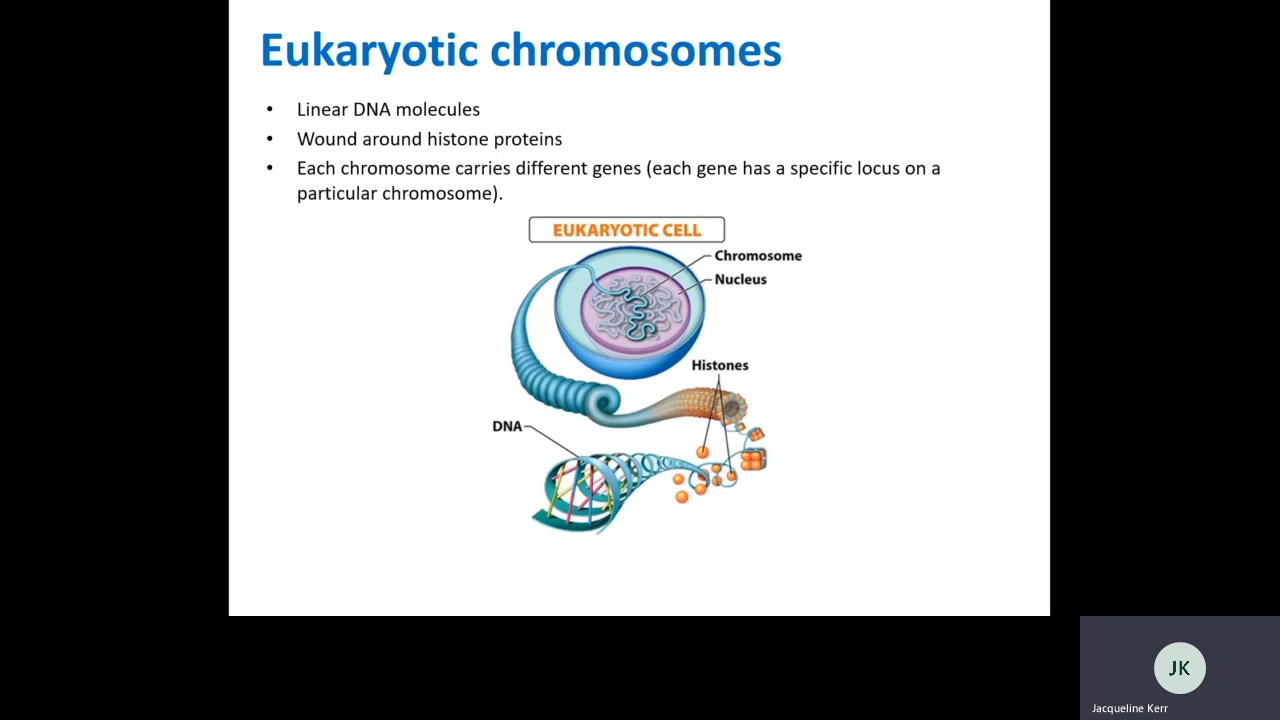 Eukaryotic chromosomes
• Linear DNA molecules
• Wound around histone proteins
• Each chromosome carries different genes (each gene has a specific locus on a
particular chromosome).
EUKARYOTIC CELL
Chromosome
Nucleus
Histones
DNA
JK
Jacqueline Kerr